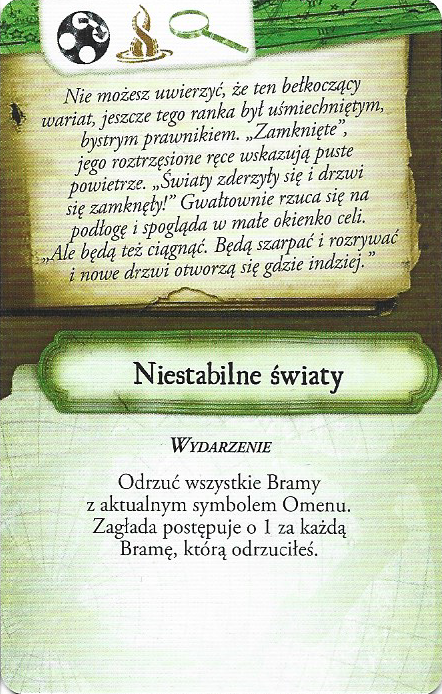 Nie możesz uwierzyć, że ten bełkoczący
wariat, jeszcze tego ranka był uśmiechniętym,
bystrym prawnikiem. „Zamknięte”,
jego roztrzęsione ręce wskazują puste
powietrze. „Światy zderzyły się i drzwi
się zamknęły!” Gwałtownie rzuca się na
podłogę i spogląda w małe okienko celi.
„Ale będą też ciągnąć. Będą szarpać i rozrywać
i nowe drzwi otworzą się gdzie indziej.”
Niestabilne światy
Wydarzenie
Odrzuć wszystkie Bramy
z aktualnym symbolem Omenu.
Zagłada postępuje o 1 za każdą
Bramę, którą odrzuciłeś.